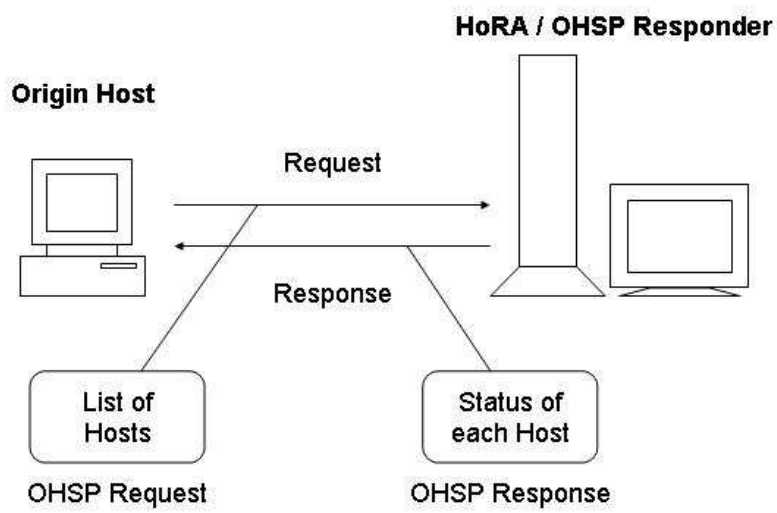 HoRA / OHSP Responder
Origin Host
Request
Response
List of
Hosts
Status of
each Host
OHSP Request
OHSP Response